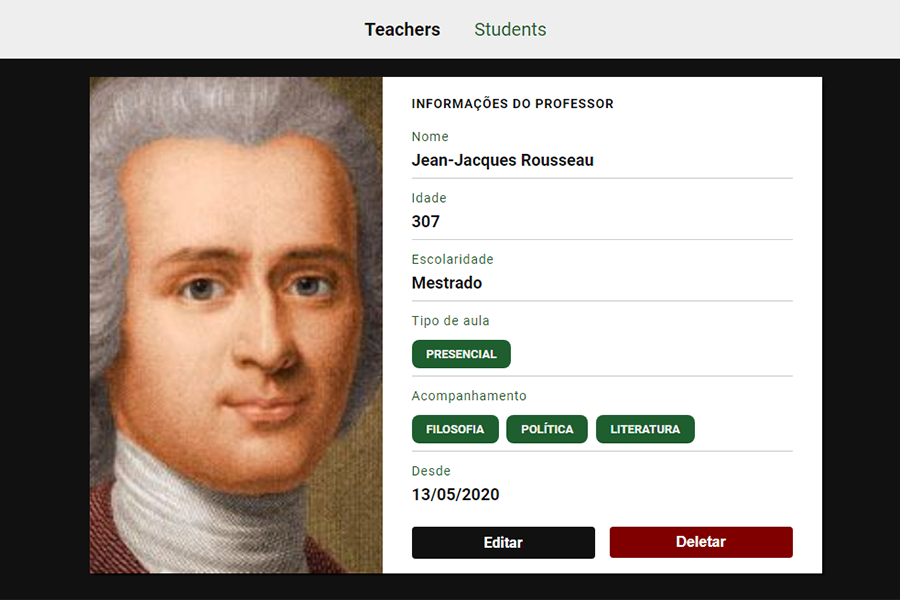 Teachers Students
INFORMAÇÕES DO PROFESSOR
Nome
Jean-Jacques Rousseau
Idade
307
Escolaridade
Mestrado
Tipo de aula
PRESENCIAL
Acompanhamento
FILOSOFIA POLÍTICA LITERATURA
Desde
13/05/2020
Editar Deletar